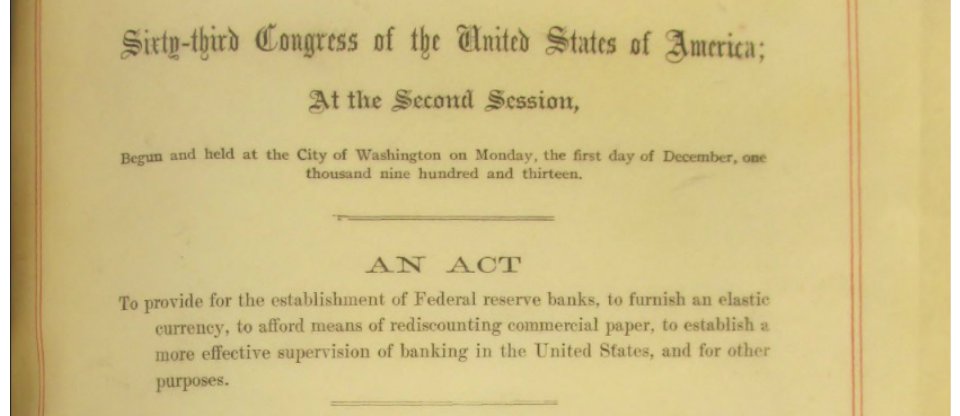 Sixty-third Congress of the United States of America;
At the Second Session,
Begun and held at the City of Washington on Monday, the first day of December, one
thousand nine hundred and thirteen.
AN ACT
To provide for the establishment of Federal reserve banks, to furnish an elastic
currency, to afford means of rediscounting commercial paper, to establish a
more effective supervision of banking in the United States, and for other
purposes.